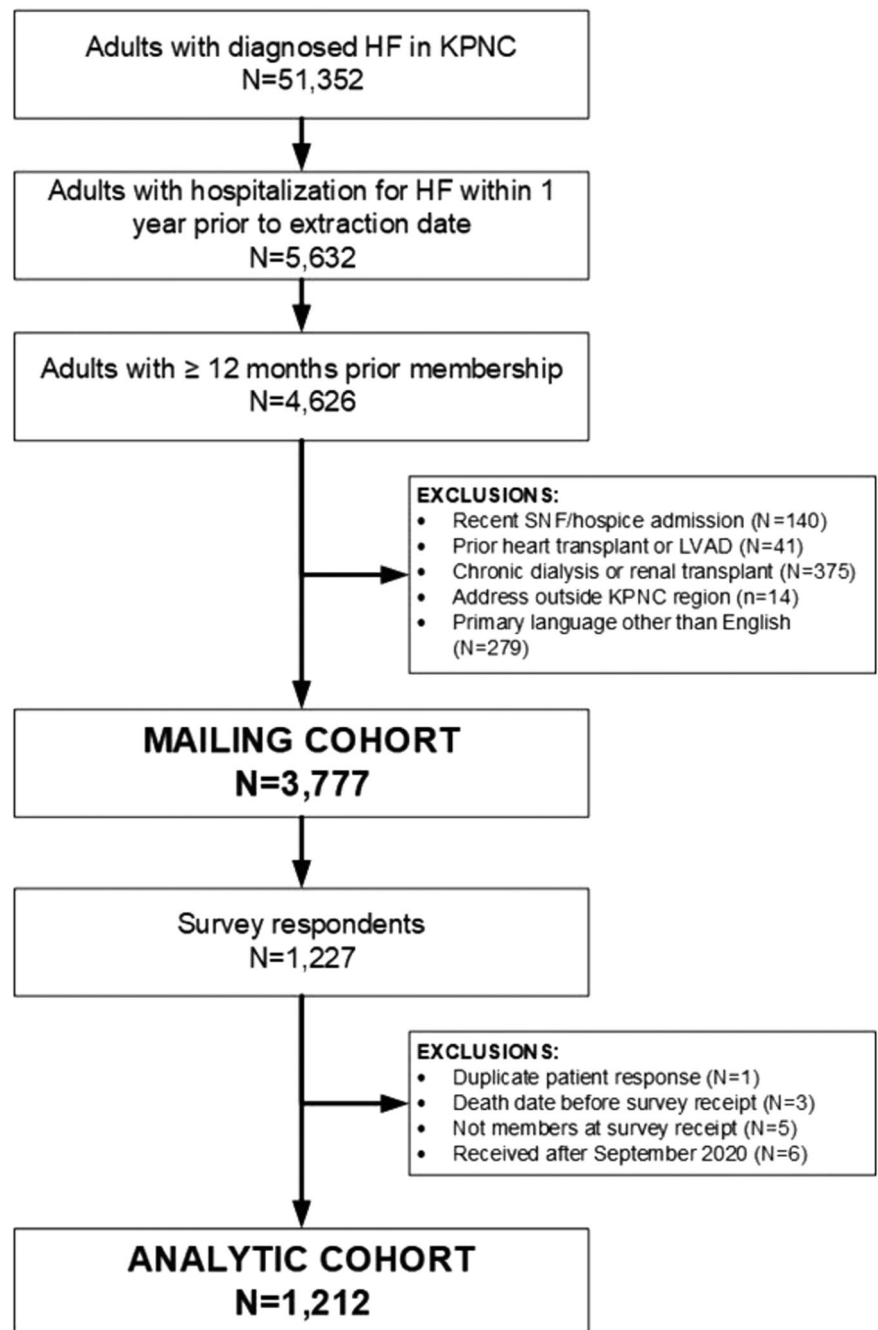 Adults with diagnosed HF in KPNC
N=51,352
Adults with hospitalization for HF within 1
year prior to extraction date
N=5,632
Adults with ≥ 12 months prior membership
N=4,626
EXCLUSIONS:
• Recent SNF/hospice admission (N=140)
• Prior heart transplant or LVAD (N=41)
• Chronic dialysis or renal transplant (N=375)
• Address outside KPNC region (n=14)
• Primary language other than English
(N=279)
MAILING COHORT
N=3,777
Survey respondents
N=1,227
EXCLUSIONS:
• Duplicate patient response (N=1)
• Death date before survey receipt (N=3)
• Not members at survey receipt (N=5)
• Received after September 2020 (N=6)
ANALYTIC COHORT
N=1,212